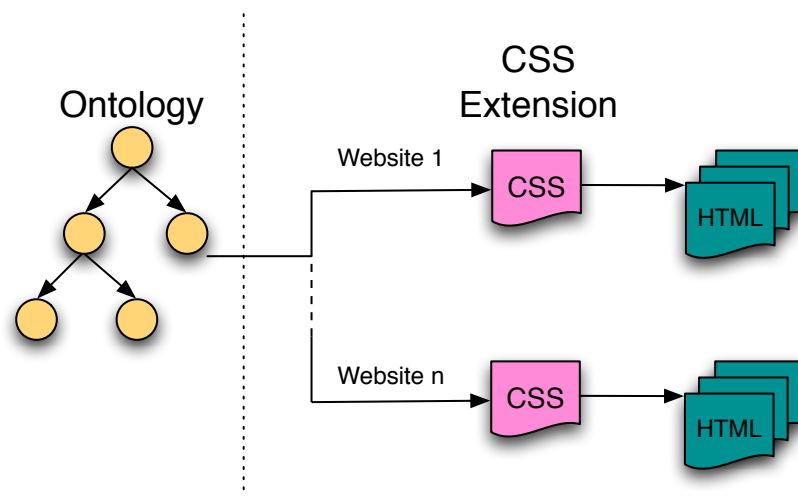 Ontology
CSS
Extension
Website 1
CSS
HTML
Website n
CSS
HTML